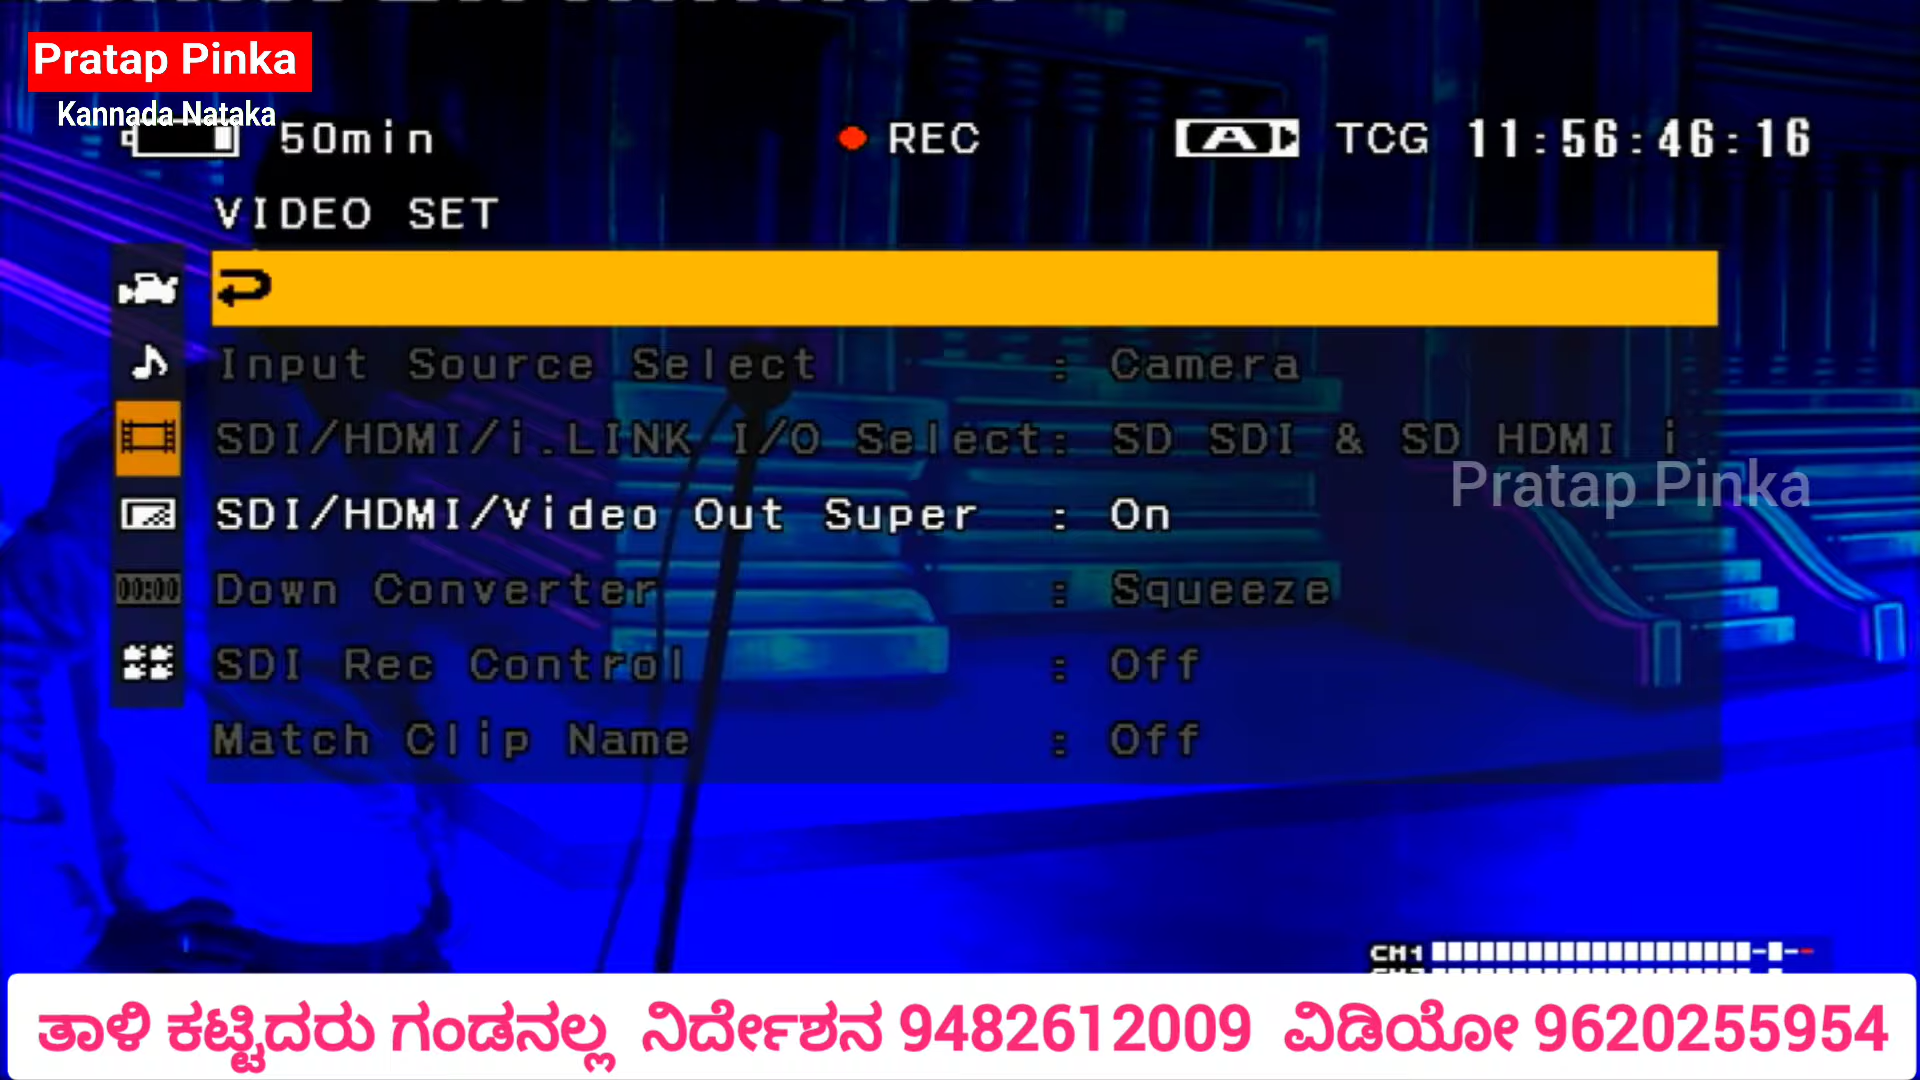 Pratap Pinka
Kannada Nataka
50min REC A TCG 11:56:46:16
VIDEO SET
Input Source Select : Camera
SDI/HDMI/i.LINK I/O Select: SD SDI & SD HDMI i
Pratap Pinka
SDI/HDMI/Video Out Super : On
00:00 Down Converter : Squeeze
SDI Rec Control : Off
Match Clip Name : Off
CH1
ತಾಳಿ ಕಟ್ಟಿದರು ಗಂಡನಲ್ಲ ನಿರ್ದೇಶನ 9482612009 ವಿಡಿಯೋ 9620255954